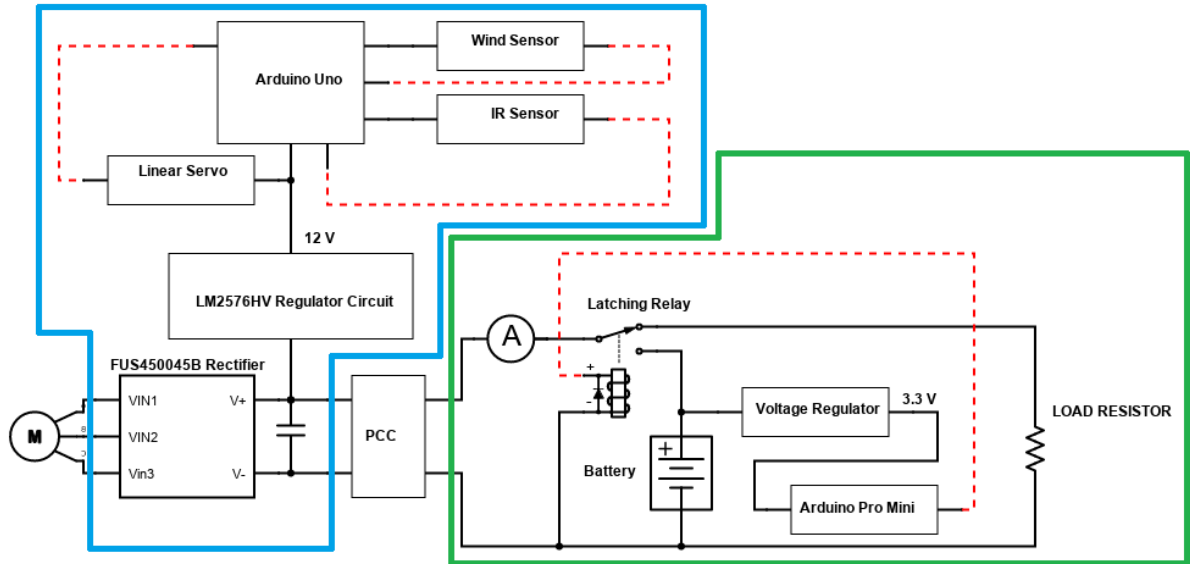 Wind Sensor
Arduino Uno
IR Sensor
Linear Servo
12 V
LM2576HV Regulator Circuit
Latching Relay
A
FUS450045B Rectifier
VIN1
V+
+
-
VIN2
M
B
PCC
Voltage Regulator
3.3 V
LOAD RESISTOR
Vin3
V-
+
Battery
Arduino Pro Mini